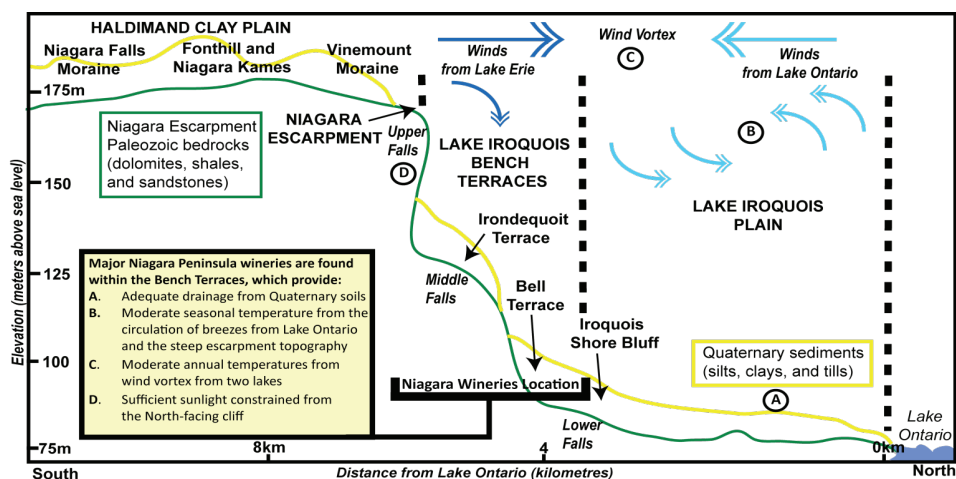 HALDIMAND CLAY PLAIN
Niagara Falls
Moraine
Fonthill and
Niagara Kames
Vinemount
Moraine
Winds
from Lake Erie
Wind Vortex
C
Winds
from Lake Ontario
175m
150
125
100
75m
Elevation (meters above sea level)
Niagara Escarpment
Paleozoic bedrocks
(dolomites, shales,
and sandstones)
NIAGARA
ESCARPMENT
Upper
Falls
D
LAKE IROQUOIS
BENCH
TERRACES
B
LAKE IROQUOIS
PLAIN
Irondequoit
Terrace
Middle
Falls
Bell
Terrace
Iroquois
Shore Bluff
Major Niagara Peninsula wineries are found
within the Bench Terraces, which provide:
A. Adequate drainage from Quaternary soils
B. Moderate seasonal temperature from the
circulation of breezes from Lake Ontario
and the steep escarpment topography
C. Moderate annual temperatures from
wind vortex from two lakes
D. Sufficient sunlight constrained from
the North-facing cliff
Niagara Wineries Location
Quaternary sediments
(silts, clays, and tills)
A
Lower
Falls
Lake
Ontario
8km
4
0km
South
Distance from Lake Ontario (kilometres)
North